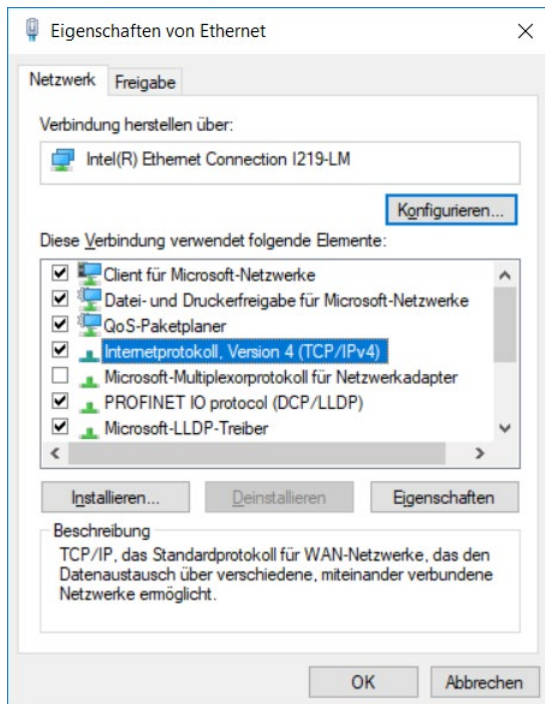 Eigenschaften von Ethernet
Netzwerk
Freigabe
Verbindung herstellen über:
Intel(R) Ethernet Connection I219-LM
Konfigurieren...
Diese Verbindung verwendet folgende Elemente:
Client für Microsoft-Netzwerke
Datei- und Druckerfreigabe für Microsoft-Netzwerke
QoS-Paketplaner
Internetprotokoll, Version 4 (TCP/IPv4)
Microsoft-Multiplexorprotokoll für Netzwerkadapter
PROFINET IO protocol (DCP/LLDP)
Microsoft-LLDP-Treiber
Installieren...
Deinstallieren
Eigenschaften
Beschreibung
TCP/IP, das Standardprotokoll für WAN-Netzwerke, das den
Datenaustausch über verschiedene, miteinander verbundene
Netzwerke ermöglicht.
OK
Abbrechen